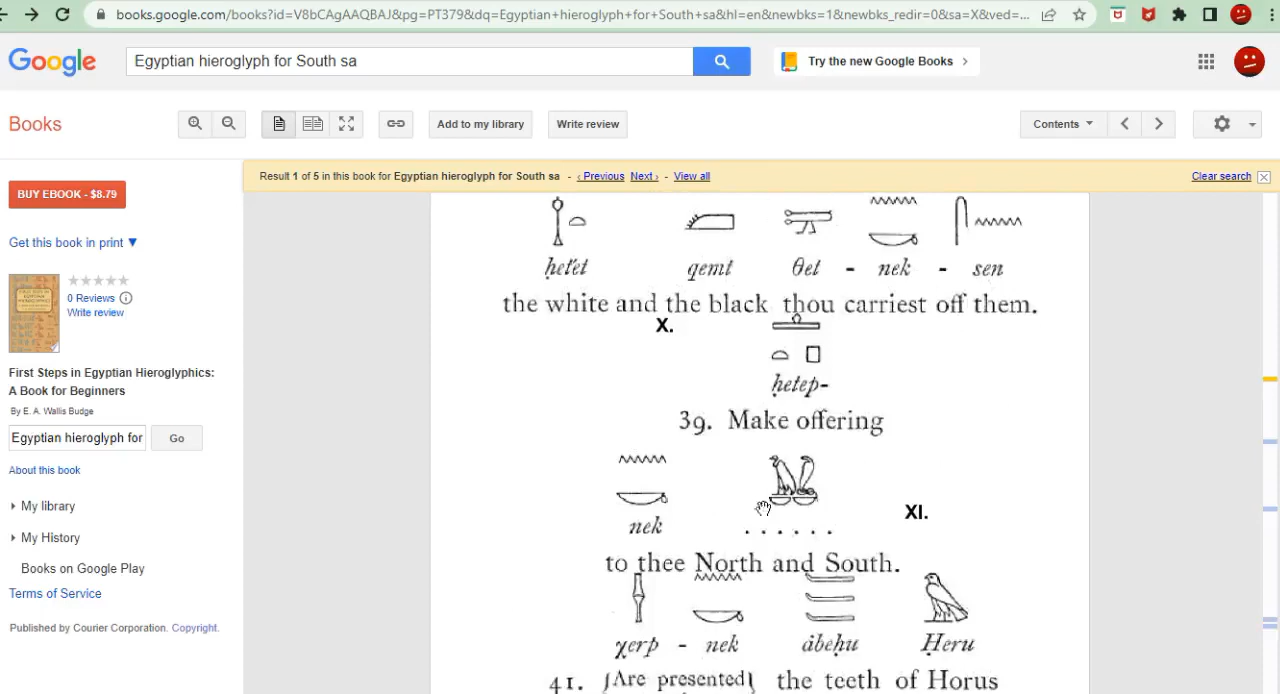 books.google.com/books?id=V8bCAgAAQBAJ&pg=PT379&dq=Egyptian+hieroglyph+for+South+sa&hl=en&newbks=1&newbks_redir=0&sa=X&ved=...
Google
Egyptian hieroglyph for South sa
Try the new Google Books ›
Books
Add to my library
Write review
Contents
Result 1 of 5 in this book for Egyptian hieroglyph for South sa - ‹ Previous Next › - View all
Clear search
BUY EBOOK - $8.79
Get this book in print ▼
0 Reviews
Write review
First Steps in Egyptian Hieroglyphics:
A Book for Beginners
By E. A. Wallis Budge
Egyptian hieroglyph for
Go
About this book
My library
My History
Books on Google Play
Terms of Service
Published by Courier Corporation. Copyright.
ḥeťet qemt θet - nek - sen
the white and the black thou carriest off them.
X.
ḥetep-
39. Make offering
nek . . . . . .
XI.
to thee North and South.
χerp - nek ȧbeḥu Ḥeru
41. {Are presented} the teeth of Horus